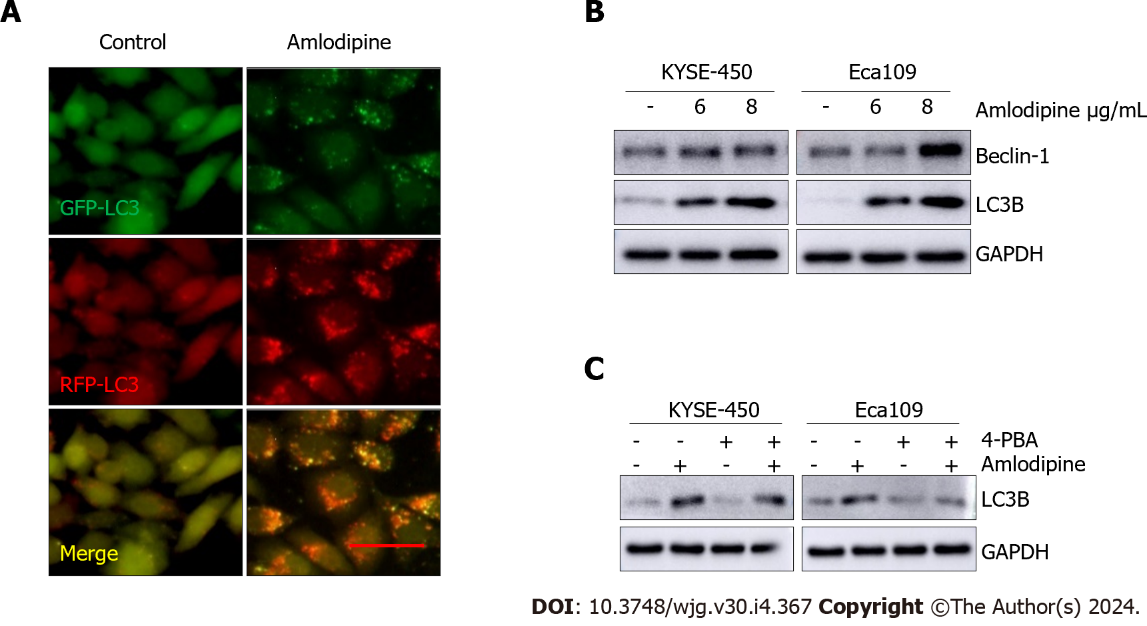 A
Control Amlodipine
GFP-LC3
RFP-LC3
Merge
B
KYSE-450 Eca109
- 6 8 - 6 8 Amlodipine µg/mL
Beclin-1
LC3B
GAPDH
C
KYSE-450 Eca109
- - + + - - + + 4-PBA
- + - + - + - + Amlodipine
LC3B
GAPDH
DOI: 10.3748/wjg.v30.i4.367 Copyright ©The Author(s) 2024.